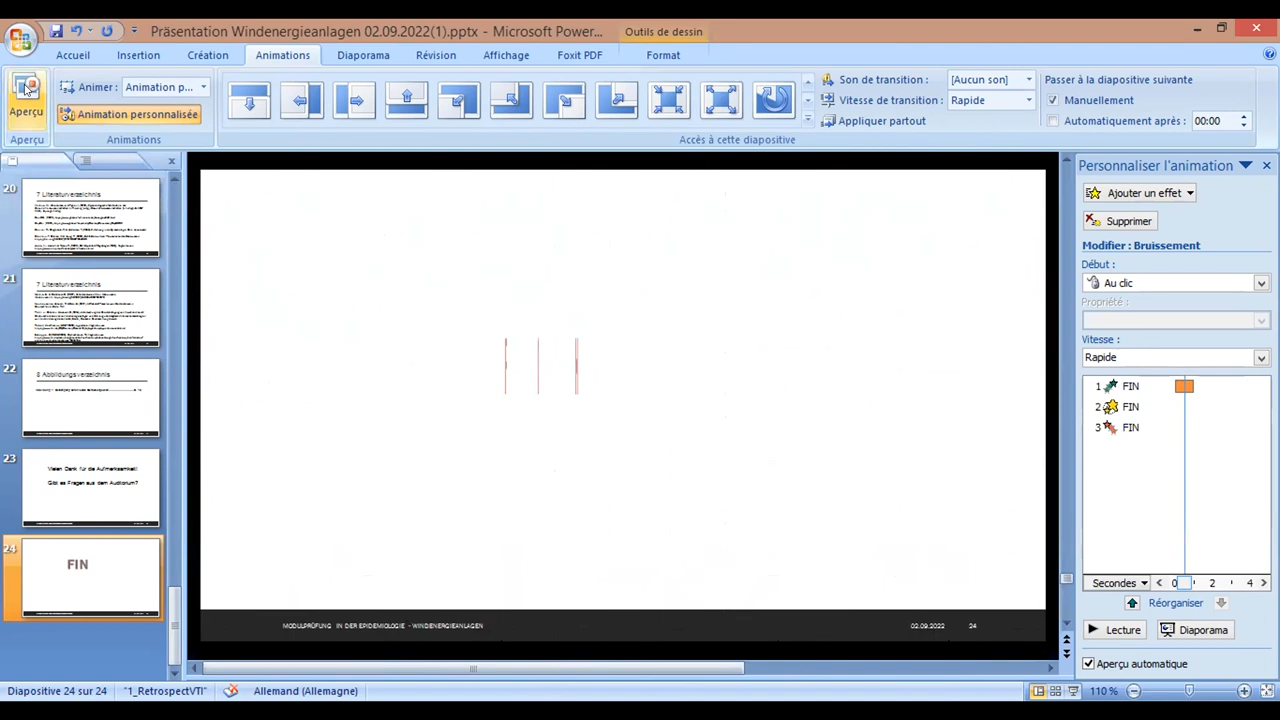 Präsentation Windenergieanlagen 02.09.2022(1).pptx - Microsoft Power...
Outils de dessin
Accueil
Insertion
Création
Animations
Diaporama
Révision
Affichage
Foxit PDF
Format
Aperçu
Animer :
Animation p...
Animation personnalisée
Son de transition :
[Aucun son]
Vitesse de transition :
Rapide
Appliquer partout
Passer à la diapositive suivante
Manuellement
Automatiquement après :
00:00
Aperçu
Animations
Accès à cette diapositive
20
7 Literaturverzeichnis
21
7 Literaturverzeichnis
22
8 Abbildungsverzeichnis
23
Vielen Dank für die Aufmerksamkeit!
Gibt es Fragen aus dem Auditorium?
24
FIN
MODULPRÜFUNG IN DER EPIDEMIOLOGIE - WINDENERGIEANLAGEN
02.09.2022
24
Personnaliser l'animation
Ajouter un effet
Supprimer
Modifier : Bruissement
Début :
Au clic
Propriété :
Vitesse :
Rapide
1 FIN
2 FIN
3 FIN
Secondes
0
2
4
Réorganiser
Lecture
Diaporama
Aperçu automatique
Diapositive 24 sur 24
"1_RetrospectVTI"
Allemand (Allemagne)
110 %